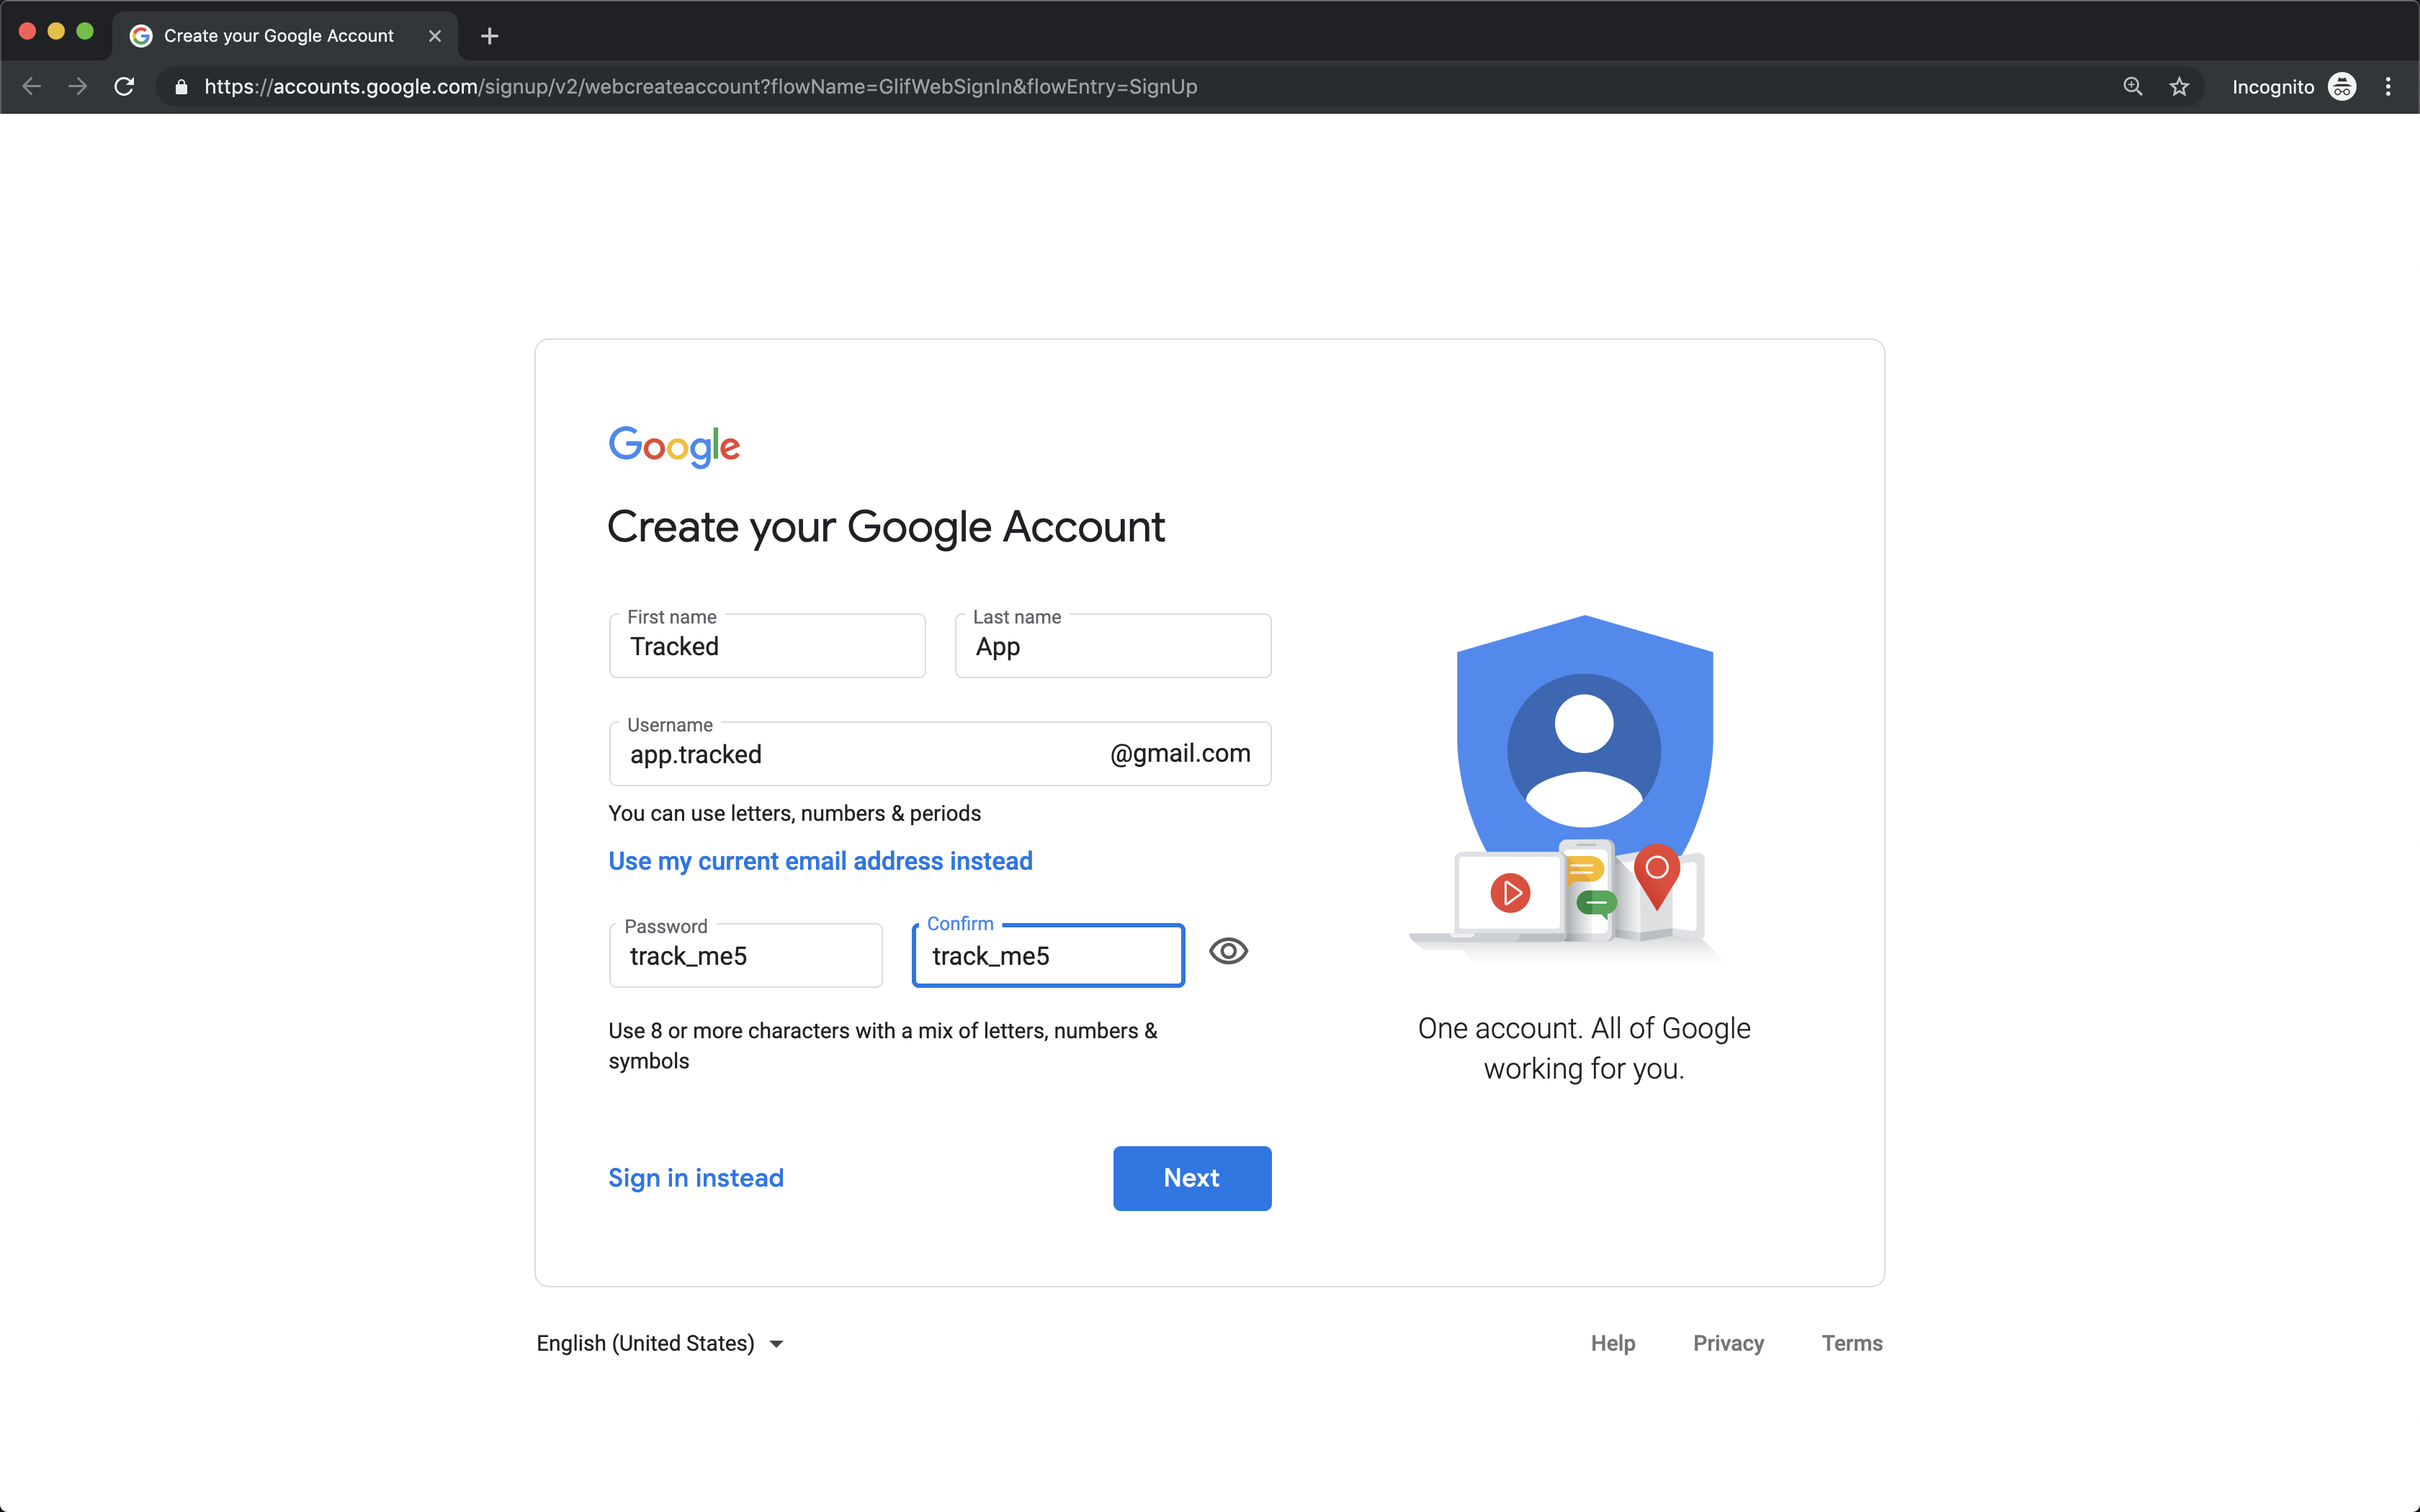 Create your Google Account
https://accounts.google.com/signup/v2/webcreateaccount?flowName=GlifWebSignIn&flowEntry=SignUp
Incognito
Google
Create your Google Account
First name
Tracked
Last name
App
Username
app.tracked
@gmail.com
You can use letters, numbers & periods
Use my current email address instead
Password
track_me5
Confirm
track_me5
Use 8 or more characters with a mix of letters, numbers &
symbols
Sign in instead
Next
One account. All of Google
working for you.
English (United States)
Help
Privacy
Terms